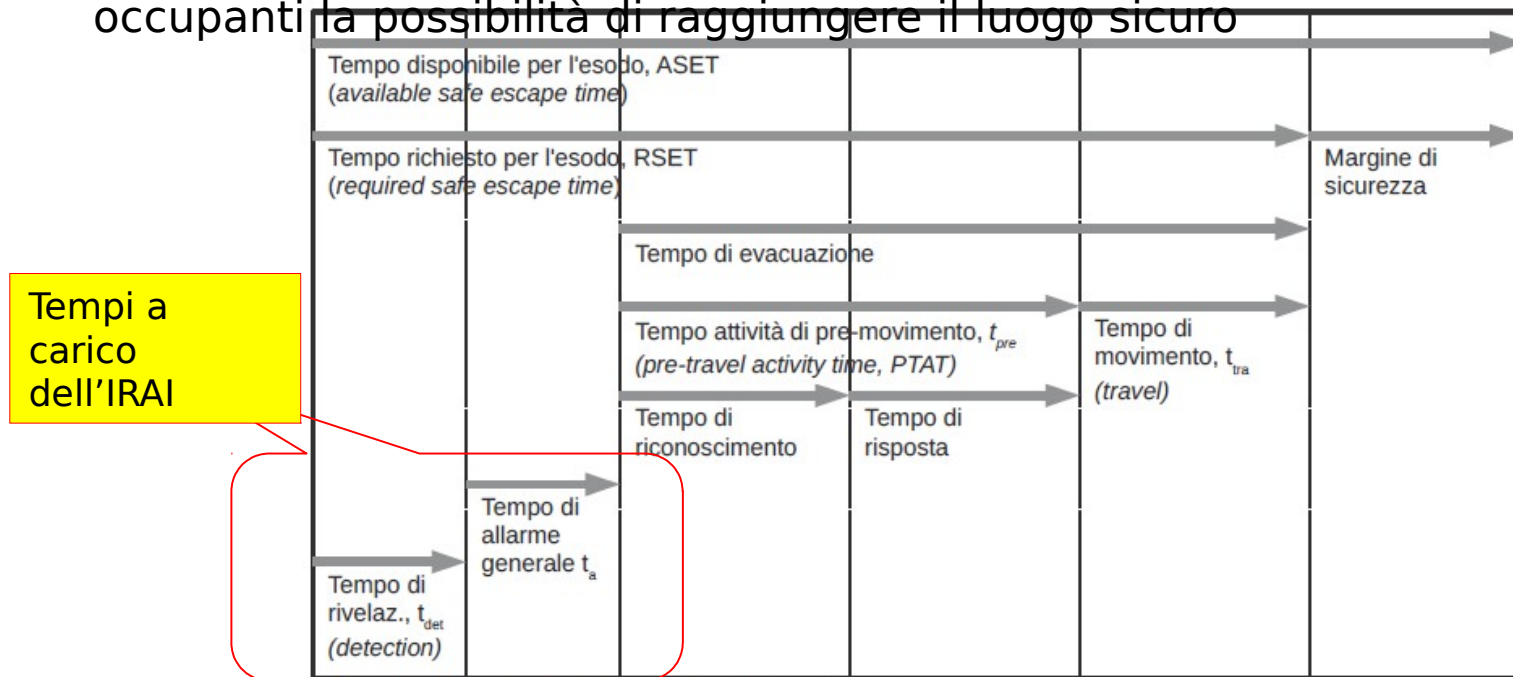 occupanti la possibilità di raggiungere il luogo sicuro
Tempo disponibile per l'esodo, ASET
(available safe escape time)
Tempo richiesto per l'esodo, RSET
(required safe escape time)
Margine di
sicurezza
Tempo di evacuazione
Tempi a
carico
dell’IRAI
Tempo attività di pre-movimento, tpre
(pre-travel activity time, PTAT)
Tempo di
movimento, ttra
(travel)
Tempo di
riconoscimento
Tempo di
risposta
Tempo di
allarme
generale ta
Tempo di
rivelaz., tdet
(detection)